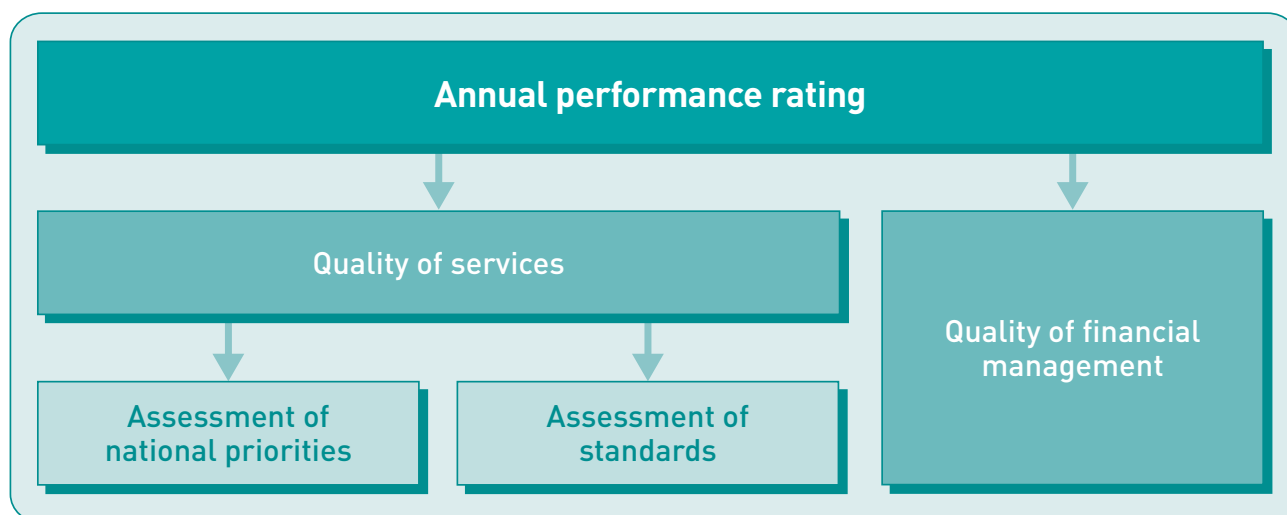 Annual performance rating
Quality of services
Quality of financial
management
Assessment of
national priorities
Assessment of
standards